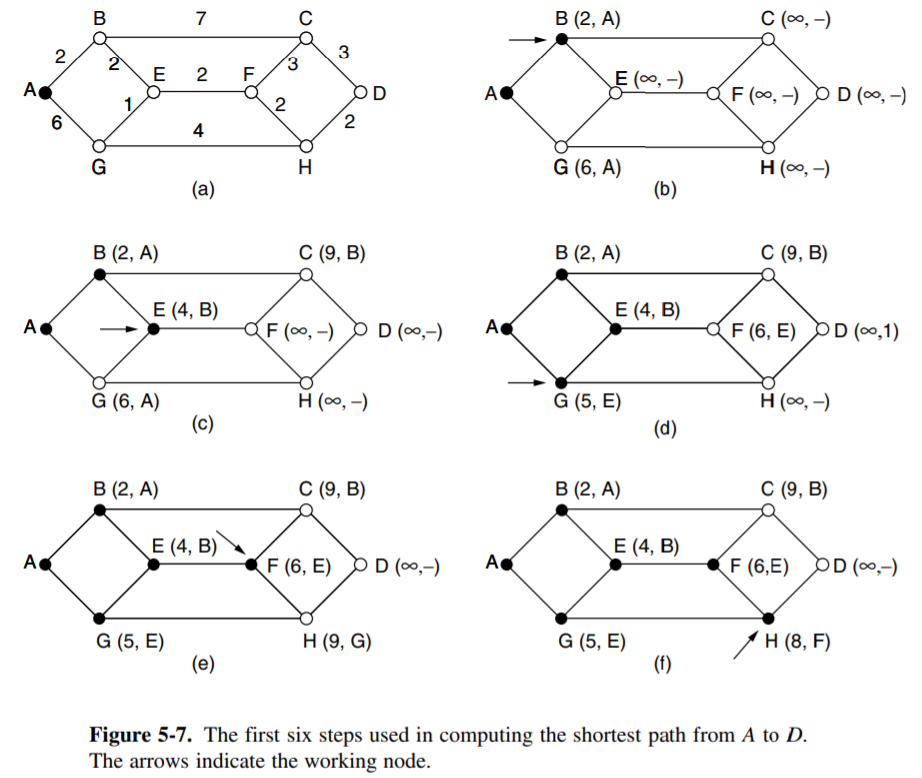 B 7 C
2 2 3 3
A E 2 F D
6 1 2 2
4
G H
(a)
B (2, A) C (∞, –)
E (∞, –)
A F (∞, –) D (∞, –)
G (6, A) H (∞, –)
(b)
B (2, A) C (9, B)
E (4, B)
A F (∞, –) D (∞,–)
G (6, A) H (∞, –)
(c)
B (2, A) C (9, B)
E (4, B)
A F (6, E) D (∞,1)
G (5, E) H (∞, –)
(d)
B (2, A) C (9, B)
E (4, B)
A F (6, E) D (∞,–)
G (5, E) H (9, G)
(e)
B (2, A) C (9, B)
E (4, B)
A F (6,E) D (∞,–)
G (5, E) H (8, F)
(f)
Figure 5-7. The first six steps used in computing the shortest path from A to D.
The arrows indicate the working node.